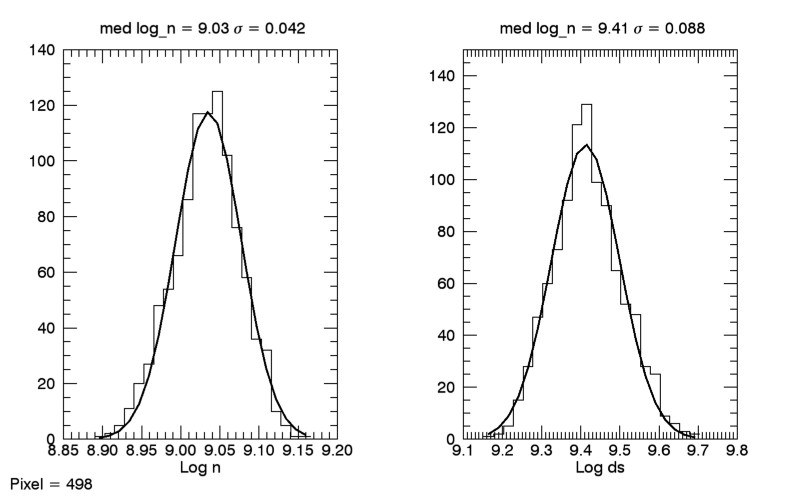 med log_n = 9.03 σ = 0.042
med log_n = 9.41 σ = 0.088
140
120
100
80
60
40
20
0
8.85 8.90 8.95 9.00 9.05 9.10 9.15 9.20
Log n
140
120
100
80
60
40
20
0
9.1 9.2 9.3 9.4 9.5 9.6 9.7 9.8
Log ds
Pixel = 498